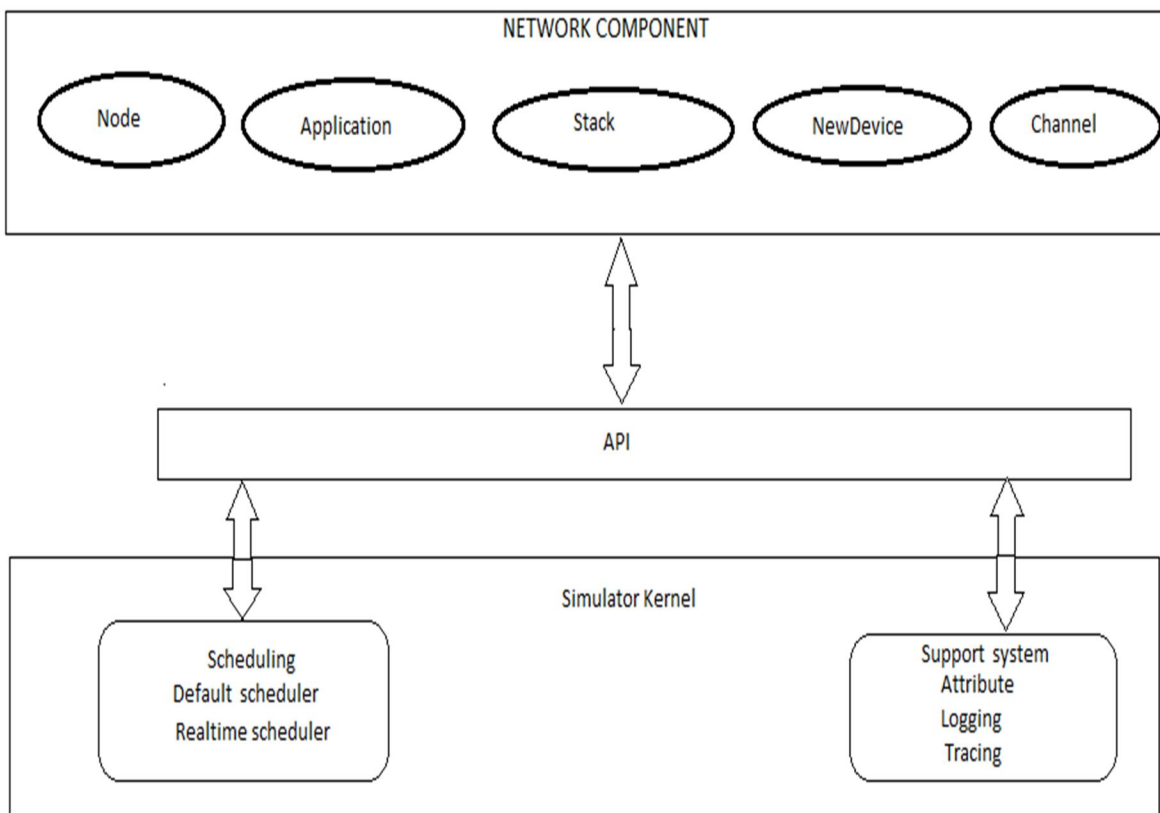 NETWORK COMPONENT
Node
Application
Stack
NewDevice
Channel
API
Simulator Kernel
Scheduling
Default scheduler
Realtime scheduler
Support system
Attribute
Logging
Tracing